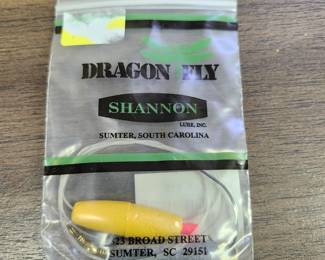 DRAGON FLY
SHANNON
LURE, INC.
SUMTER, SOUTH CAROLINA
23 BROAD STREET
SUMTER, SC 29151